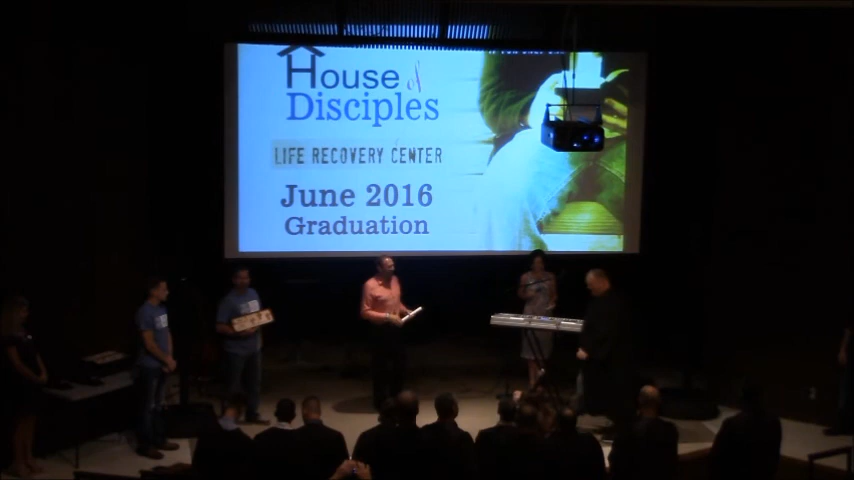 House of
Disciples
LIFE RECOVERY CENTER
June 2016
Graduation